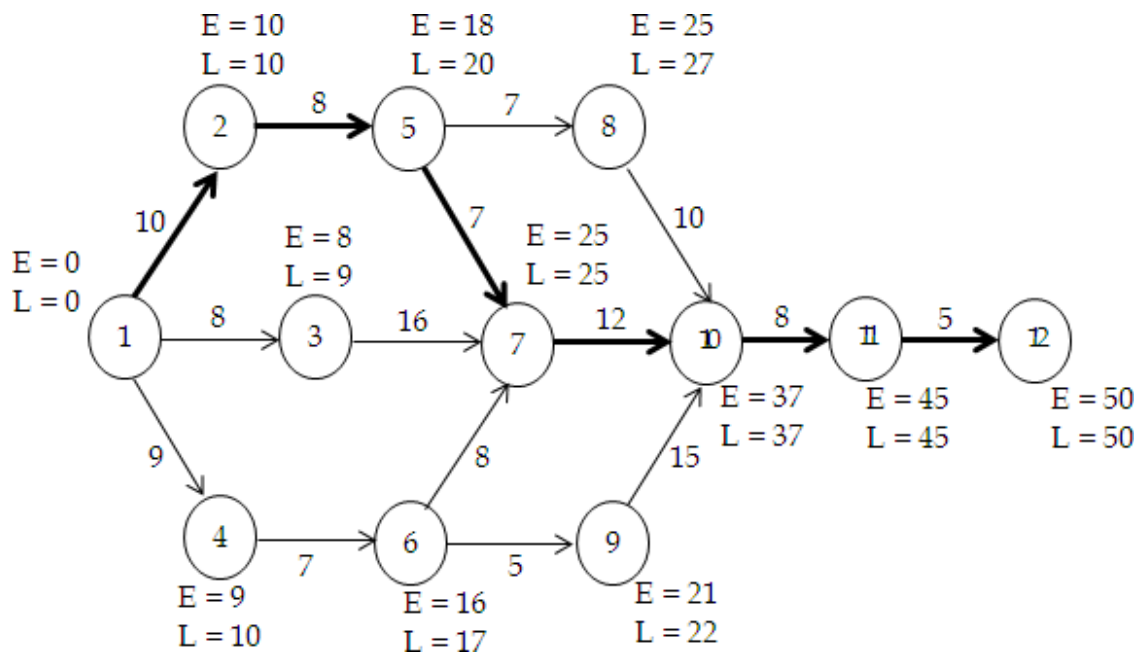 E = 10
L = 10
E = 18
L = 20
E = 25
L = 27
2
8
5
7
8
10
7
10
E = 0
L = 0
E = 8
L = 9
E = 25
L = 25
1
8
3
16
7
12
10
8
11
5
12
E = 37
L = 37
E = 45
L = 45
E = 50
L = 50
9
8
15
4
7
6
5
9
E = 9
L = 10
E = 16
L = 17
E = 21
L = 22